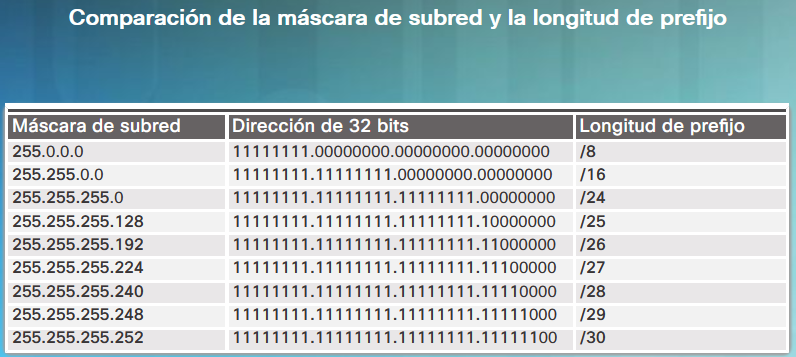 Comparación de la máscara de subred y la longitud de prefijo
Máscara de subred Dirección de 32 bits Longitud de prefijo
255.0.0.0 11111111.00000000.00000000.00000000 /8
255.255.0.0 11111111.11111111.00000000.00000000 /16
255.255.255.0 11111111.11111111.11111111.00000000 /24
255.255.255.128 11111111.11111111.11111111.10000000 /25
255.255.255.192 11111111.11111111.11111111.11000000 /26
255.255.255.224 11111111.11111111.11111111.11100000 /27
255.255.255.240 11111111.11111111.11111111.11110000 /28
255.255.255.248 11111111.11111111.11111111.11111000 /29
255.255.255.252 11111111.11111111.11111111.11111100 /30